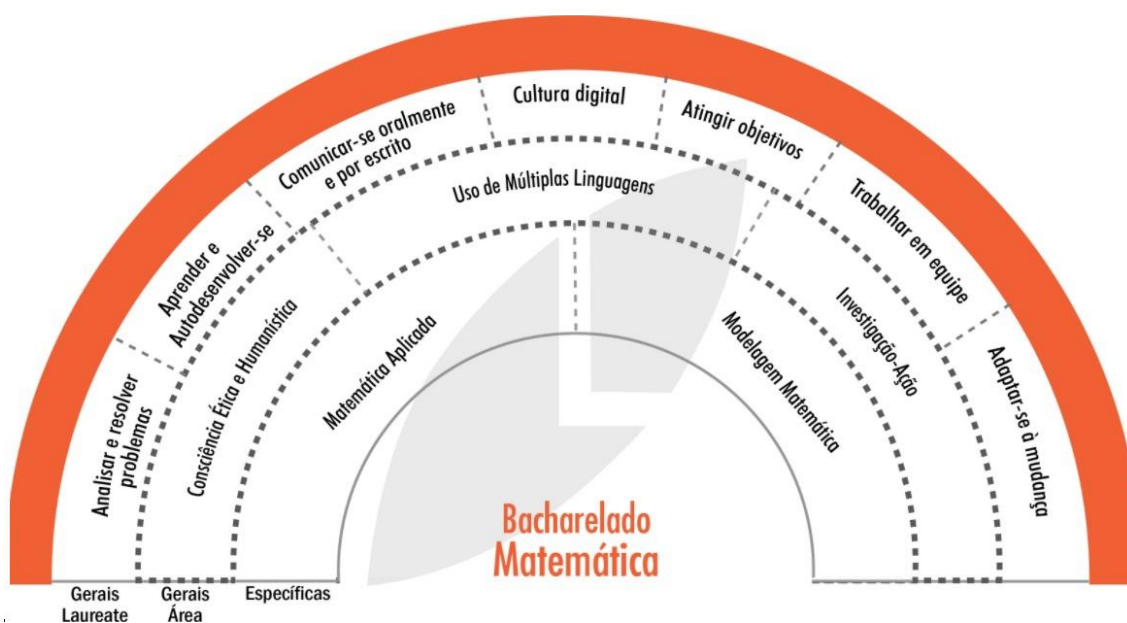 Analisar e resolver
problemas
Aprender e
Autodesenvolver-se
Comunicar-se oralmente
e por escrito
Cultura digital
Atingir objetivos
Trabalhar em equipe
Adaptar-se à mudança
Consciência Ética e Humanística
Uso de Múltiplas Linguagens
Investigação-Ação
Matemática Aplicada
Modelagem Matemática
Bacharelado
Matemática
Gerais
Laureate
Gerais
Área
Específicas